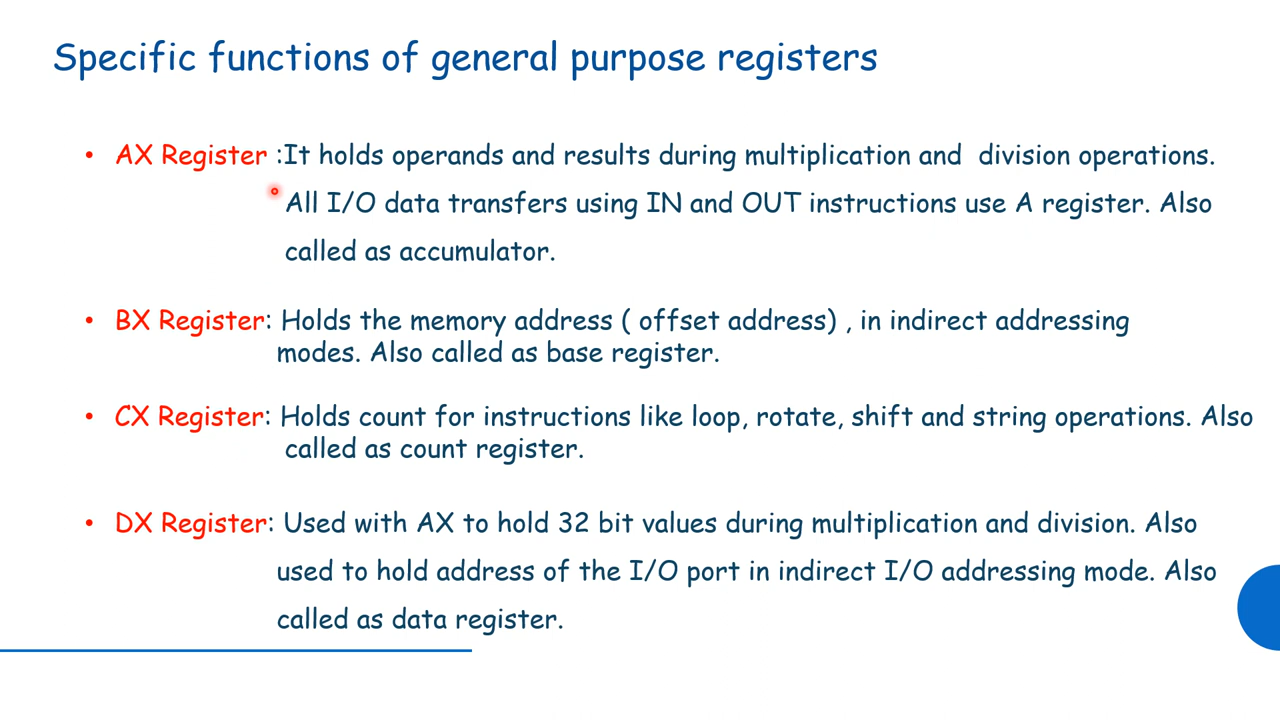 Specific functions of general purpose registers
• AX Register :It holds operands and results during multiplication and division operations.
All I/O data transfers using IN and OUT instructions use A register. Also
called as accumulator.
• BX Register: Holds the memory address ( offset address) , in indirect addressing
modes. Also called as base register.
• CX Register: Holds count for instructions like loop, rotate, shift and string operations. Also
called as count register.
• DX Register: Used with AX to hold 32 bit values during multiplication and division. Also
used to hold address of the I/O port in indirect I/O addressing mode. Also
called as data register.